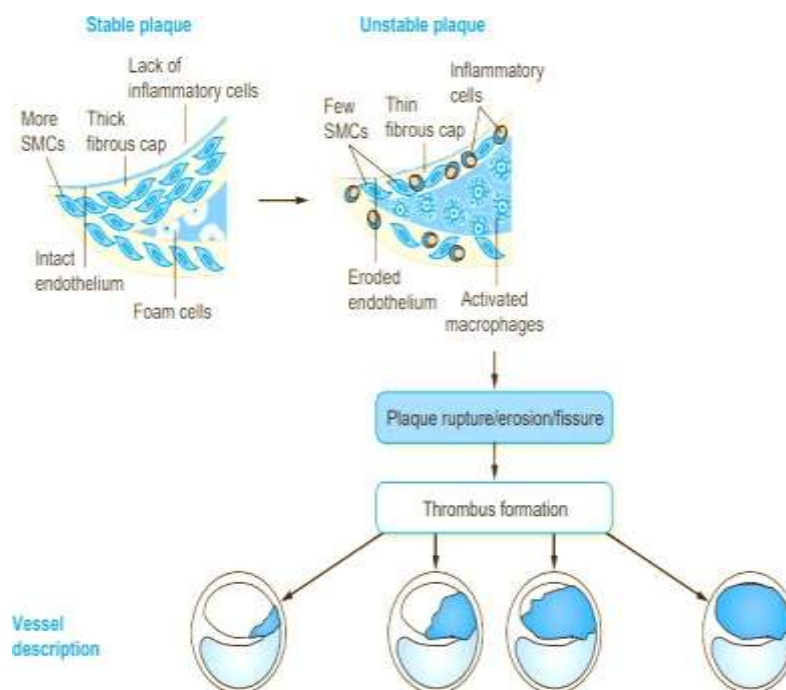 Stable plaque
Unstable plaque
Lack of
inflammatory cells
More
SMCs
Thick
fibrous cap
Intact
endothelium
Foam cells
Few
SMCs
Thin
fibrous cap
Inflammatory
cells
Eroded
endothelium
Activated
macrophages
Plaque rupture/erosion/fissure
Thrombus formation
Vessel
description